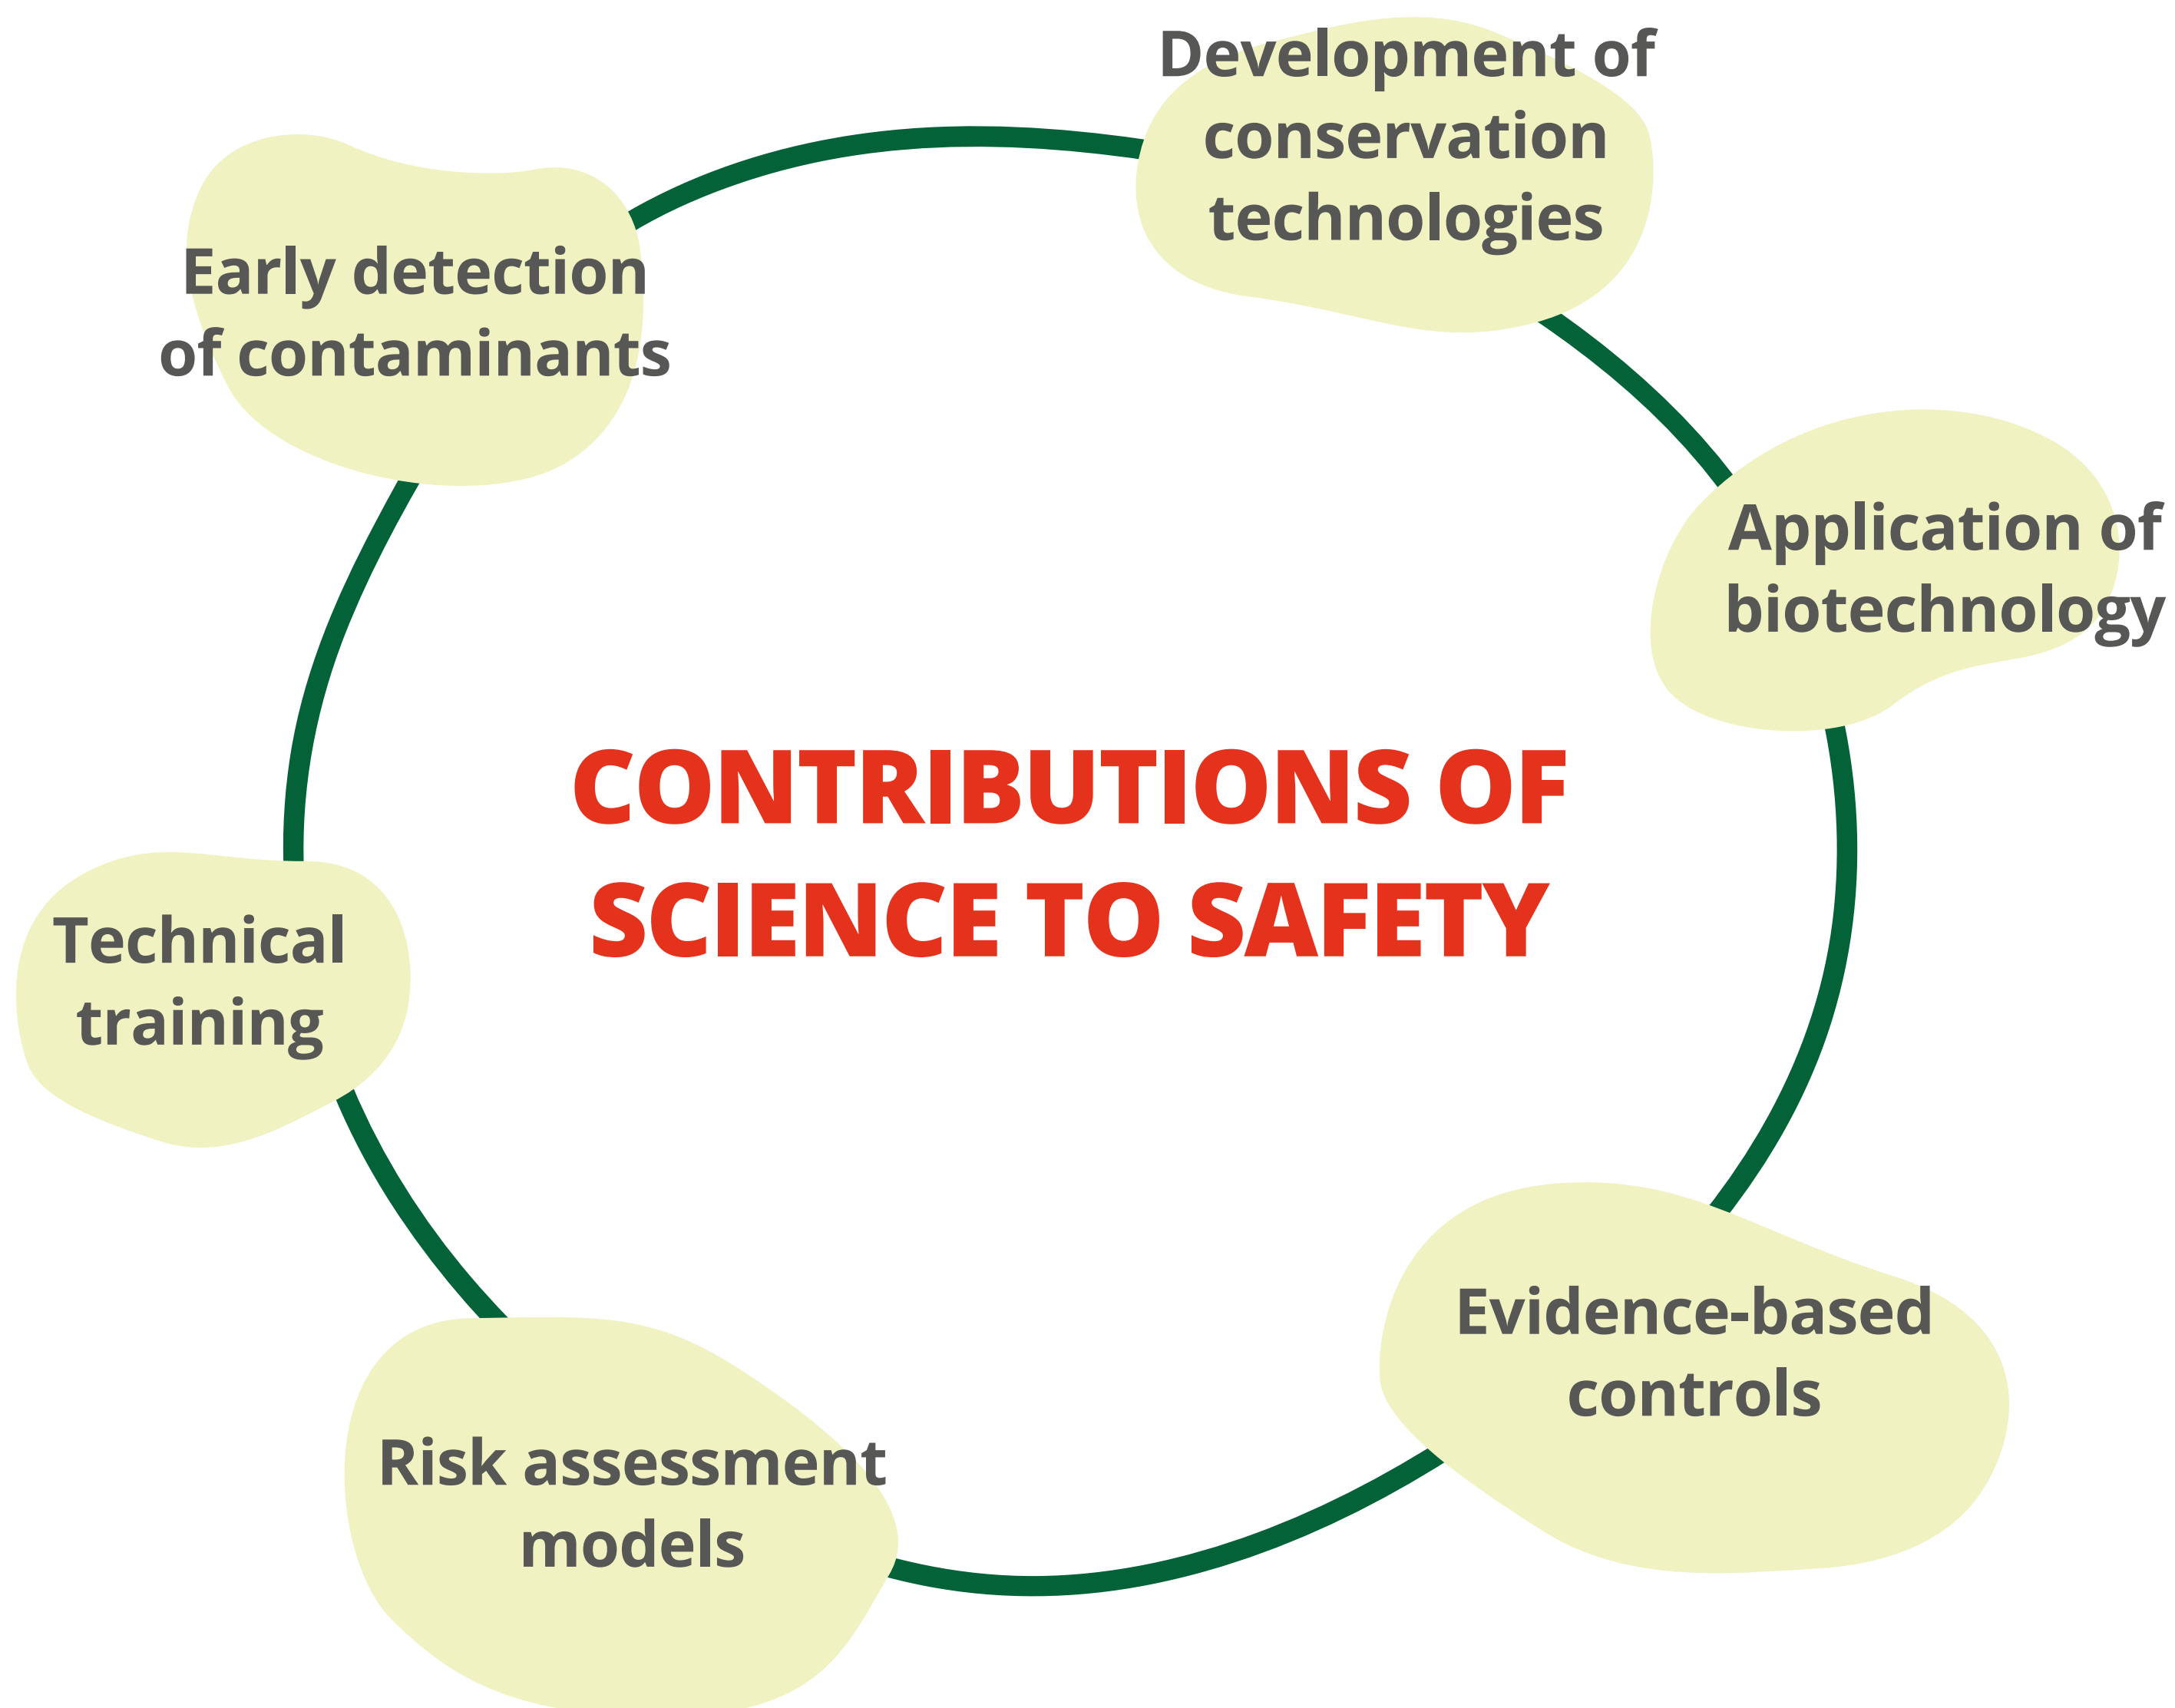 Development of
conservation
technologies
Early detection
of contaminants
Application of
biotechnology
CONTRIBUTIONS OF
SCIENCE TO SAFETY
Technical
training
Evidence-based
controls
Risk assessment
models